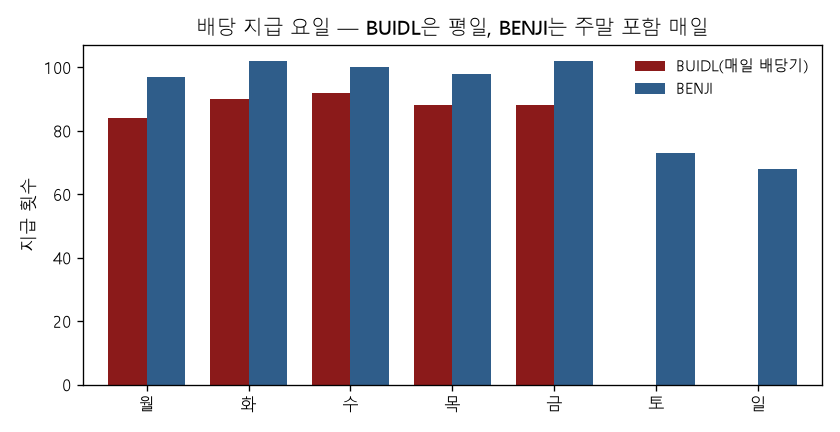 배당 지급 요일 — BUIDL은 평일, BENJI는 주말 포함 매일
BUIDL(매일 배당기)
BENJI
지급 횟수
100
80
60
40
20
0
월 화 수 목 금 토 일